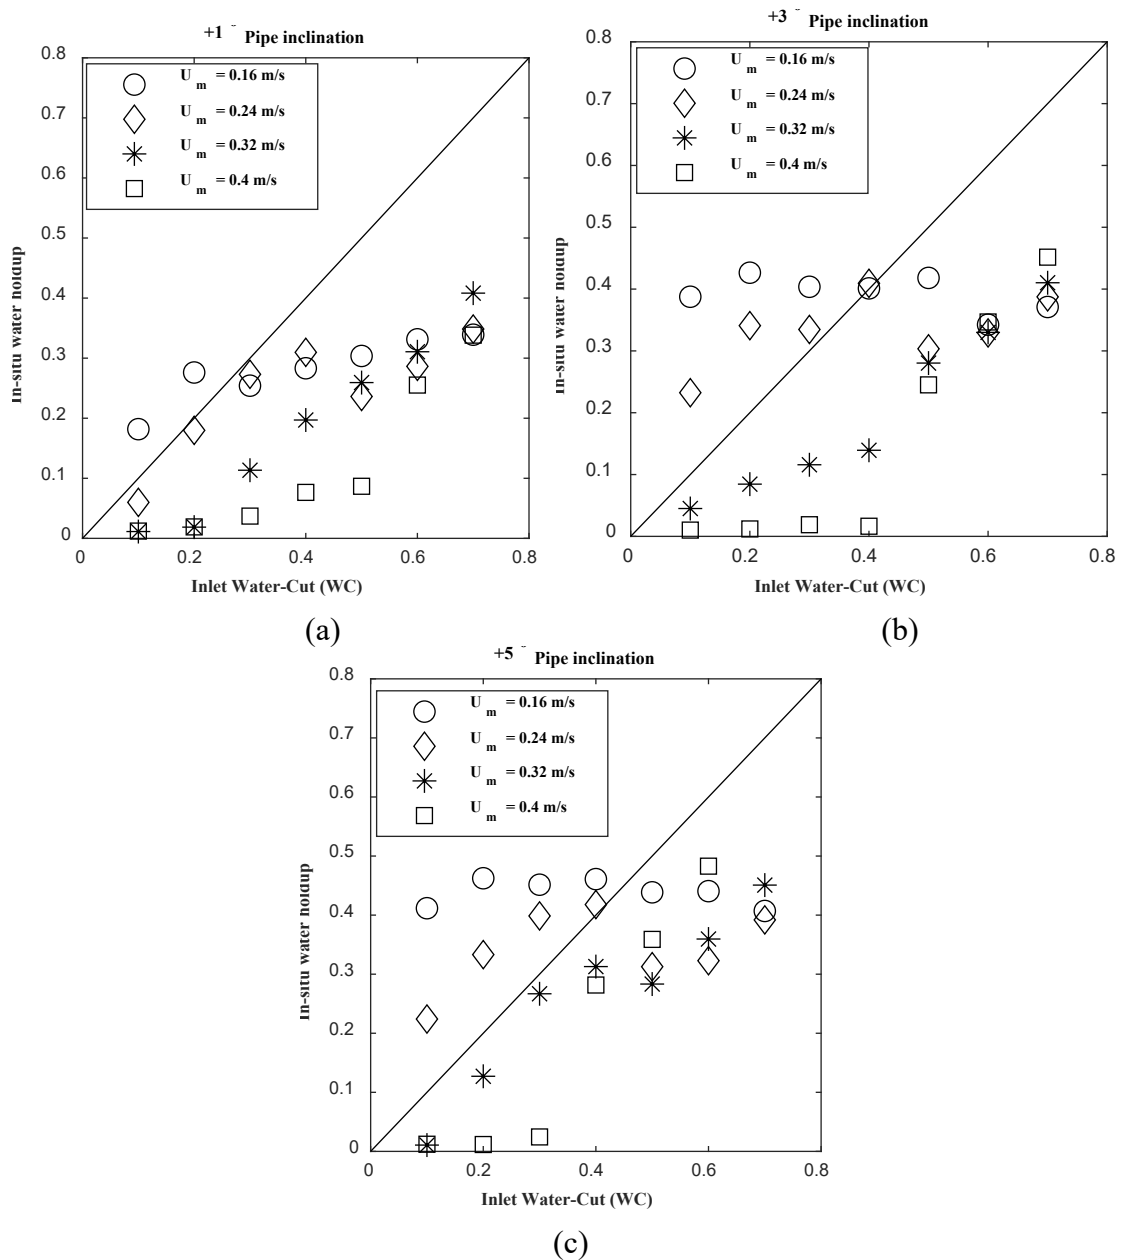 +1 ° Pipe inclination
0.8
0.7
0.6
0.5
0.4
0.3
0.2
0.1
0
U m = 0.16 m/s
U m = 0.24 m/s
U m = 0.32 m/s
U m = 0.4 m/s
In-situ water holdup
0 0.2 0.4 0.6 0.8
Inlet Water-Cut (WC)
(a)
+3 ° Pipe inclination
0.8
0.7
0.6
0.5
0.4
0.3
0.2
0.1
0
U m = 0.16 m/s
U m = 0.24 m/s
U m = 0.32 m/s
U m = 0.4 m/s
In-situ water holdup
0 0.2 0.4 0.6 0.8
Inlet Water-Cut (WC)
(b)
+5 ° Pipe inclination
0.8
0.7
0.6
0.5
0.4
0.3
0.2
0.1
0
U m = 0.16 m/s
U m = 0.24 m/s
U m = 0.32 m/s
U m = 0.4 m/s
In-situ water holdup
0 0.2 0.4 0.6 0.8
Inlet Water-Cut (WC)
(c)